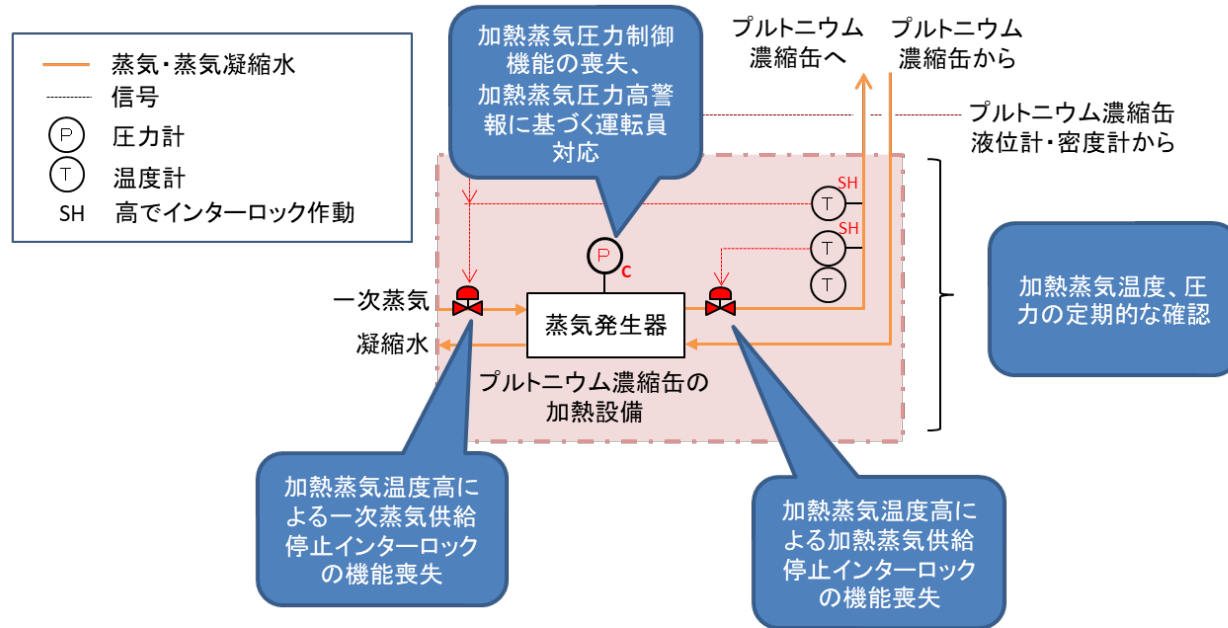 蒸気・蒸気凝縮水
信号
P
圧力計
T
温度計
SH
高でインターロック作動
加熱蒸気圧力制御
機能の喪失、
加熱蒸気圧力高警
報に基づく運転員
対応
プルトニウム
濃縮缶へ
プルトニウム
濃縮缶から
プルトニウム濃縮缶
液位計・密度計から
SH
T
SH
T
T
P
C
一次蒸気
凝縮水
蒸気発生器
プルトニウム濃縮缶の
加熱設備
加熱蒸気温度、圧
力の定期的な確認
加熱蒸気温度高に
よる一次蒸気供給
停止インターロック
の機能喪失
加熱蒸気温度高に
よる加熱蒸気供給
停止インターロック
の機能喪失